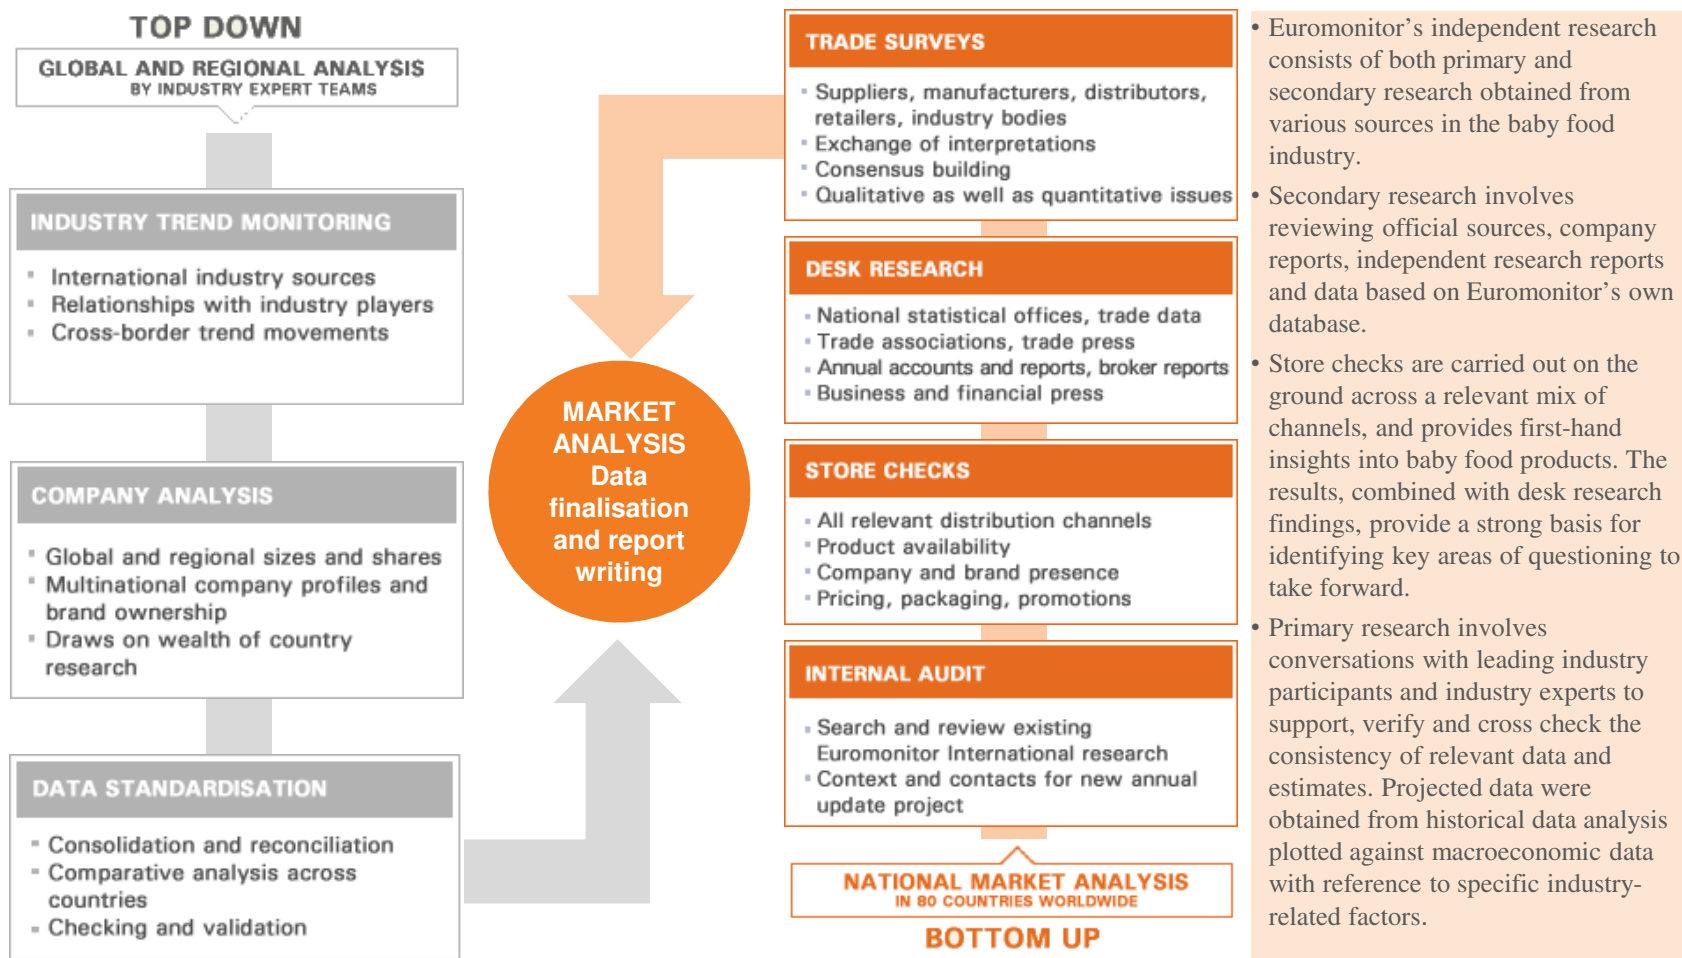 TOP DOWN
GLOBAL AND REGIONAL ANALYSIS
BY INDUSTRY EXPERT TEAMS
INDUSTRY TREND MONITORING
International industry sources
Relationships with industry players
Cross-border trend movements
COMPANY ANALYSIS
Global and regional sizes and shares
Multinational company profiles and
brand ownership
Draws on wealth of country
research
DATA STANDARDISATION
Consolidation and reconciliation
Comparative analysis across
countries
Checking and validation
MARKET
ANALYSIS
Data
finalisation
and report
writing
TRADE SURVEYS
Suppliers, manufacturers, distributors,
retailers, industry bodies
Exchange of interpretations
Consensus building
Qualitative as well as quantitative issues
DESK RESEARCH
National statistical offices, trade data
Trade associations, trade press
Annual accounts and reports, broker reports
Business and financial press
STORE CHECKS
All relevant distribution channels
Product availability
Company and brand presence
Pricing, packaging, promotions
INTERNAL AUDIT
Search and review existing
Euromonitor International research
Context and contacts for new annual
update project
NATIONAL MARKET ANALYSIS
IN 80 COUNTRIES WORLDWIDE
BOTTOM UP
• Euromonitor’s independent research
consists of both primary and
secondary research obtained from
various sources in the baby food
industry.
• Secondary research involves
reviewing official sources, company
reports, independent research reports
and data based on Euromonitor’s own
database.
• Store checks are carried out on the
ground across a relevant mix of
channels, and provides first-hand
insights into baby food products. The
results, combined with desk research
findings, provide a strong basis for
identifying key areas of questioning to
take forward.
• Primary research involves
conversations with leading industry
participants and industry experts to
support, verify and cross check the
consistency of relevant data and
estimates. Projected data were
obtained from historical data analysis
plotted against macroeconomic data
with reference to specific industry-
related factors.